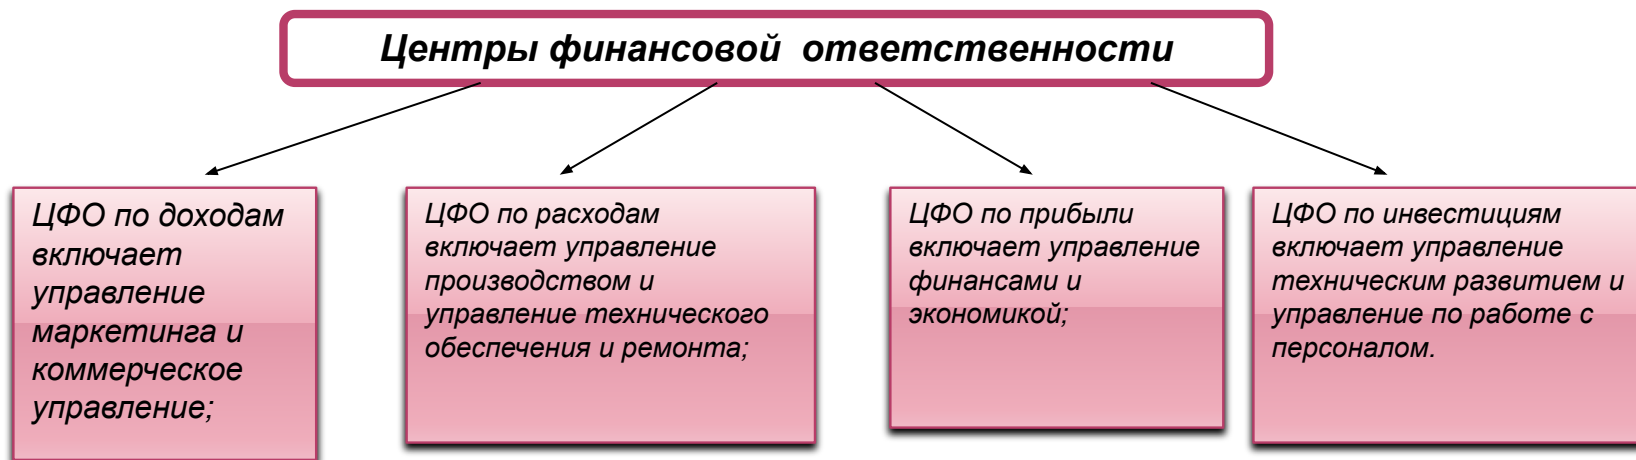 Центры финансовой ответственности
ЦФО по доходам
включает
управление
маркетинга и
коммерческое
управление;
ЦФО по расходам
включает управление
производством и
управление технического
обеспечения и ремонта;
ЦФО по прибыли
включает управление
финансами и
экономикой;
ЦФО по инвестициям
включает управление
техническим развитием и
управление по работе с
персоналом.